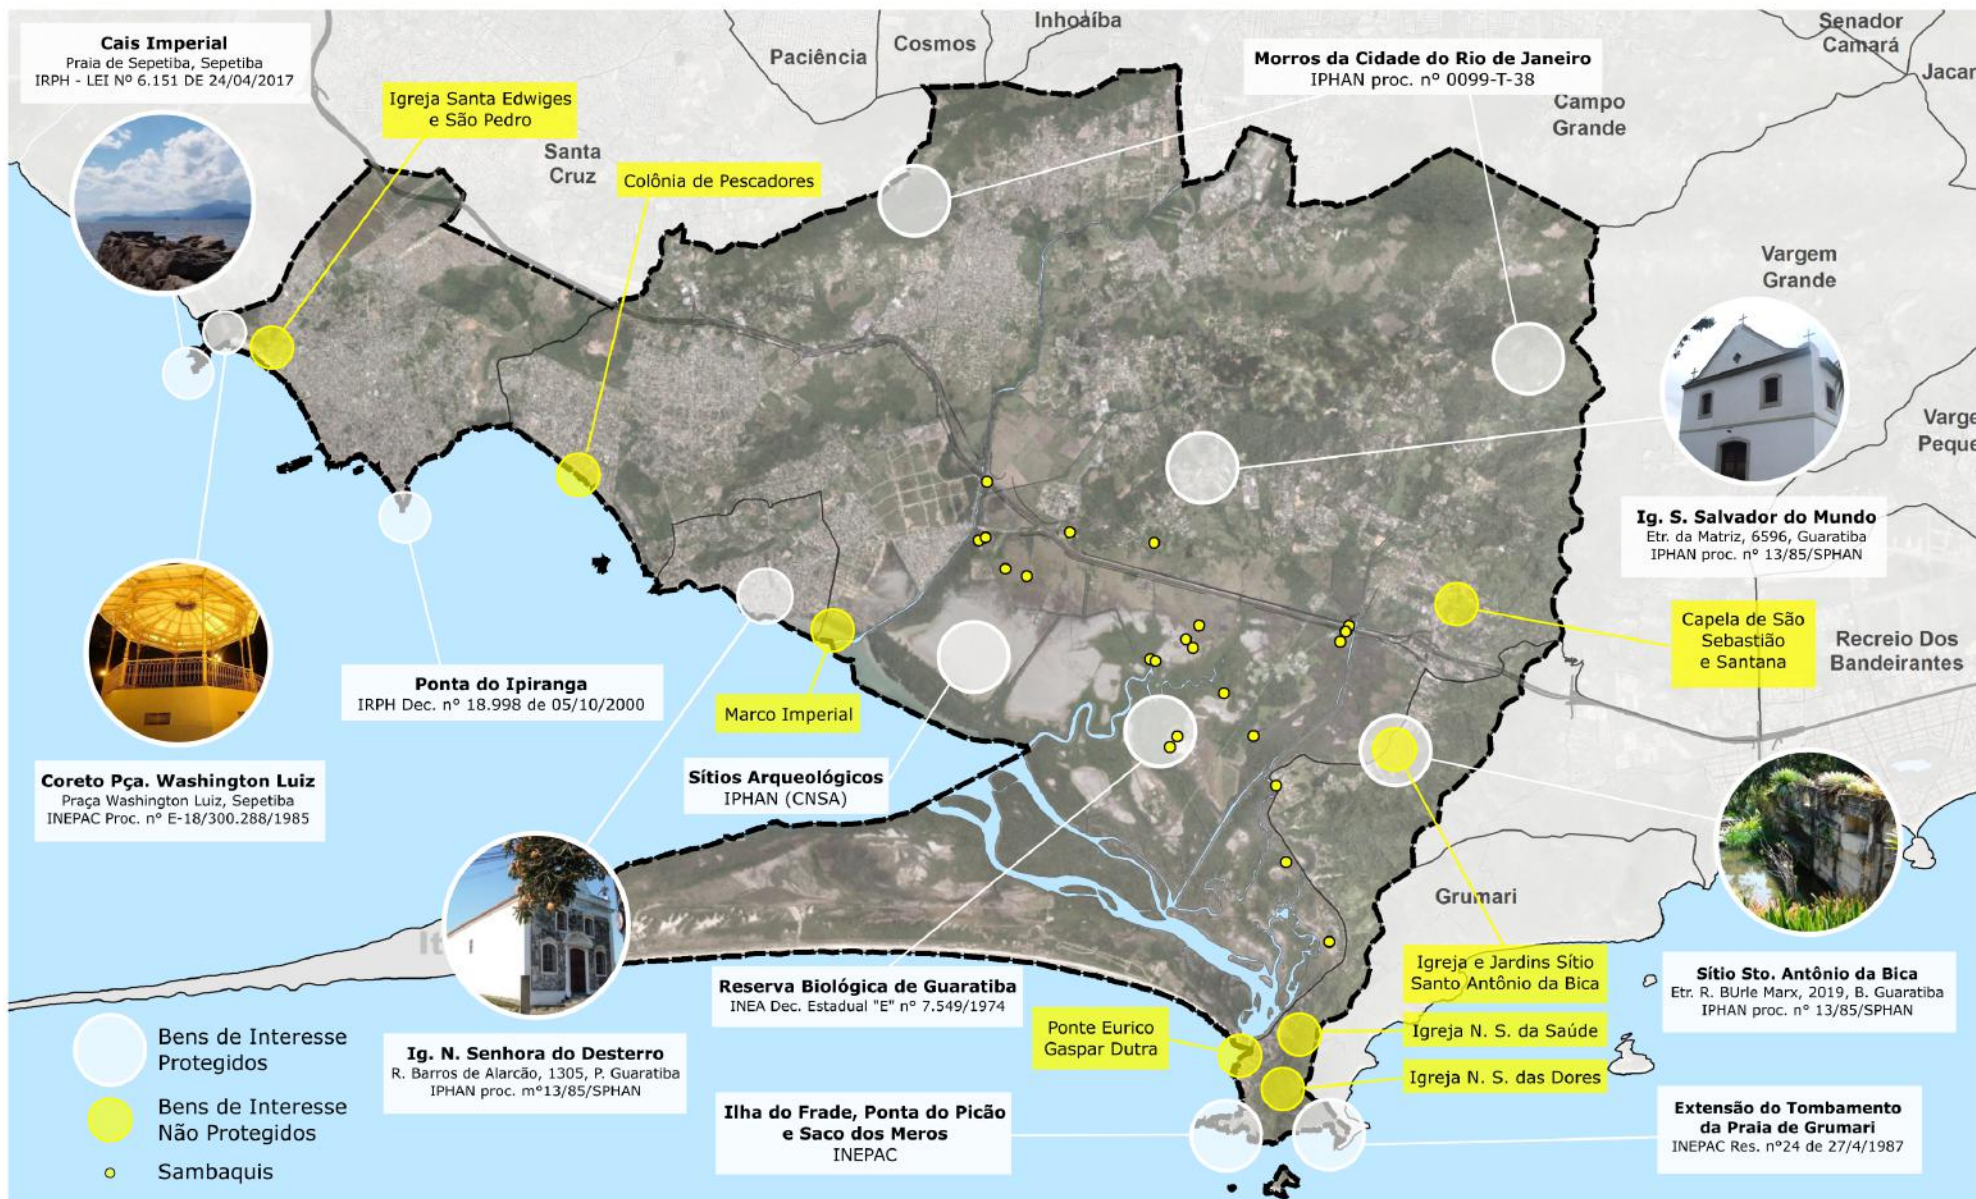 Inhoaíba
Paciência
Cosmos
Senador
Camará
Jacar
Cais Imperial
Praia de Sepetiba, Sepetiba
IRPH - LEI Nº 6.151 DE 24/04/2017
Morros da Cidade do Rio de Janeiro
IPHAN proc. nº 0099-T-38
Igreja Santa Edwiges
e São Pedro
Campo
Grande
Santa
Cruz
Colônia de Pescadores
Vargem
Grande
Varge
Peque
Ig. S. Salvador do Mundo
Etr. da Matriz, 6596, Guaratiba
IPHAN proc. nº 13/85/SPHAN
Capela de São
Sebastião
e Santana
Recreio Dos
Bandeirantes
Ponta do Ipiranga
IRPH Dec. nº 18.998 de 05/10/2000
Marco Imperial
Coreto Pça. Washington Luiz
Praça Washington Luiz, Sepetiba
INEPAC Proc. nº E-18/300.288/1985
Sítios Arqueológicos
IPHAN (CNSA)
Grumari
It
Igreja e Jardins Sítio
Santo Antônio da Bica
Sítio Sto. Antônio da Bica
Etr. R. BUrle Marx, 2019, B. Guaratiba
IPHAN proc. nº 13/85/SPHAN
Reserva Biológica de Guaratiba
INEA Dec. Estadual "E" nº 7.549/1974
Ponte Eurico
Gaspar Dutra
Igreja N. S. da Saúde
Igreja N. S. das Dores
Bens de Interesse
Protegidos
Ig. N. Senhora do Desterro
R. Barros de Alarcão, 1305, P. Guaratiba
IPHAN proc. m°13/85/SPHAN
Bens de Interesse
Não Protegidos
Sambaquis
Ilha do Frade, Ponta do Picão
e Saco dos Meros
INEPAC
Extensão do Tombamento
da Praia de Grumari
INEPAC Res. n°24 de 27/4/1987